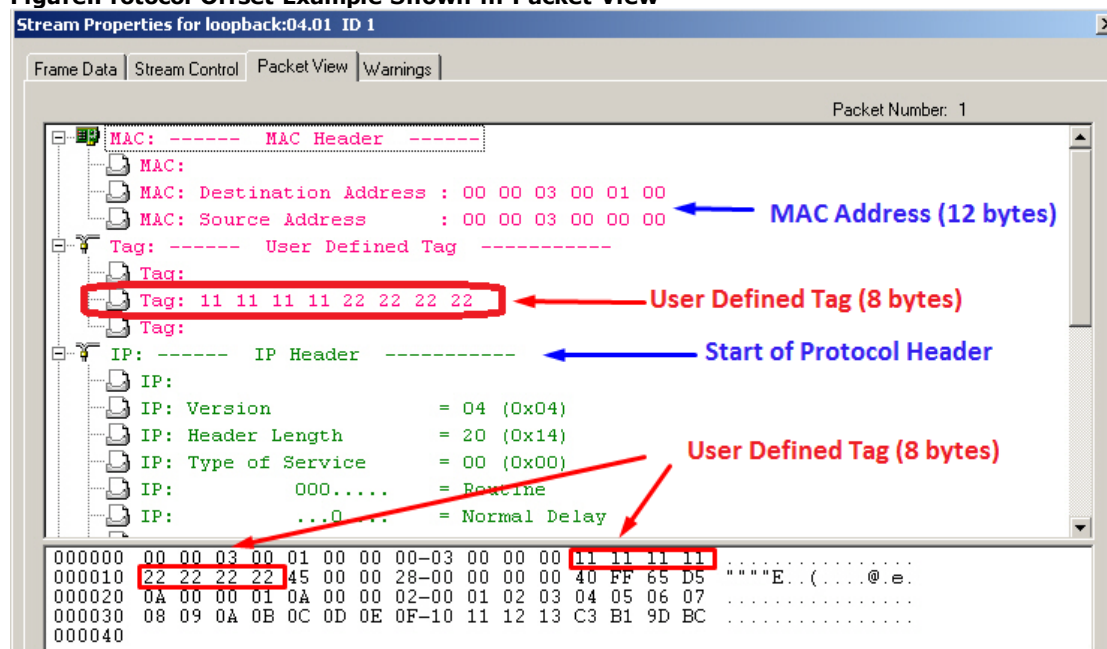 Stream Properties for loopback:04.01 ID 1
Frame Data Stream Control Packet View Warnings
Packet Number: 1
MAC: ------ MAC Header ------
MAC:
MAC: Destination Address : 00 00 03 00 01 00
MAC: Source Address : 00 00 03 00 00 00
MAC Address (12 bytes)
Tag: ------ User Defined Tag -----------
Tag:
Tag: 11 11 11 11 22 22 22 22
User Defined Tag (8 bytes)
Tag:
IP: ------ IP Header -----------
Start of Protocol Header
IP:
IP: Version = 04 (0x04)
IP: Header Length = 20 (0x14)
IP: Type of Service = 00 (0x00)
User Defined Tag (8 bytes)
IP: 000..... = Routine
IP: ...0.... = Normal Delay
000000 00 00 03 00 01 00 00 00-03 00 00 00 11 11 11 11 ................
000010 22 22 22 22 45 00 00 28-00 00 00 00 40 FF 65 D5 """"E..(....@.e.
000020 0A 00 00 01 0A 00 00 02-00 01 02 03 04 05 06 07 ................
000030 08 09 0A 0B 0C 0D 0E 0F-10 11 12 13 C3 B1 9D BC ................
000040